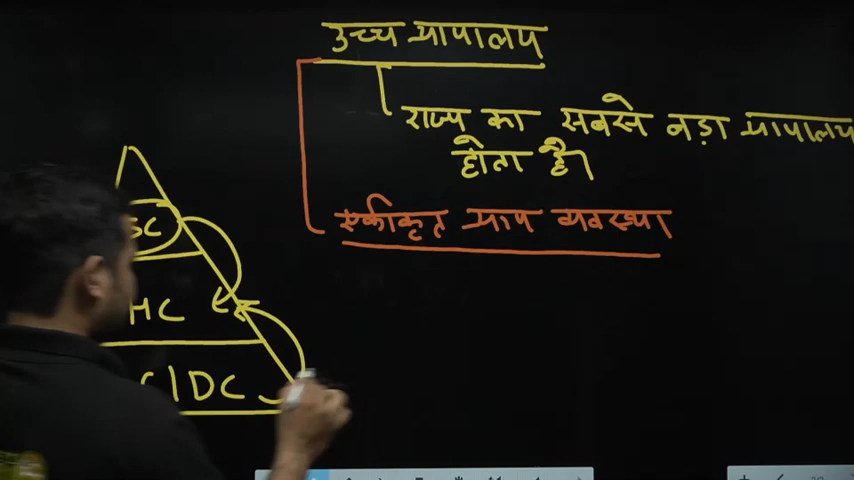 उच्च न्यायालय
राज्य का सबसे बड़ा न्यायालय
होता है।
एकीकृत न्याय व्यवस्था
SC
HC
DC